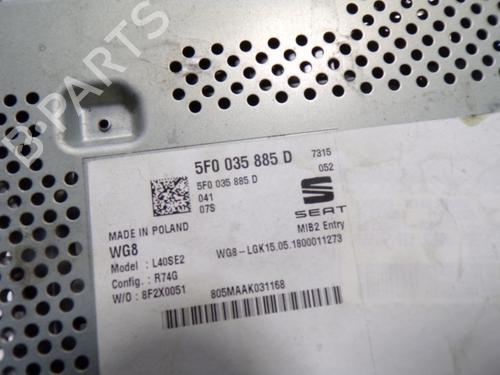 B-PARTS
5F0 035 885 D
7315
052
5F0 035 885 D
041
07S
SEAT
MIB2 Entry
MADE IN POLAND
WG8
WG8-LGK15.05.1800011273
Model : L40SE2
Config. : R74G
W/O : 8F2X0051
805MAAK031168